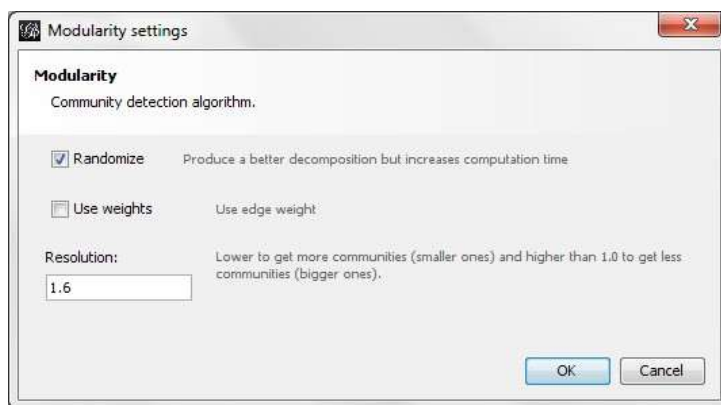 Modularity settings
Modularity
Community detection algorithm.
Randomize Produce a better decomposition but increases computation time
Use weights Use edge weight
Resolution: Lower to get more communities (smaller ones) and higher than 1.0 to get less
communities (bigger ones).
1.6
OK Cancel